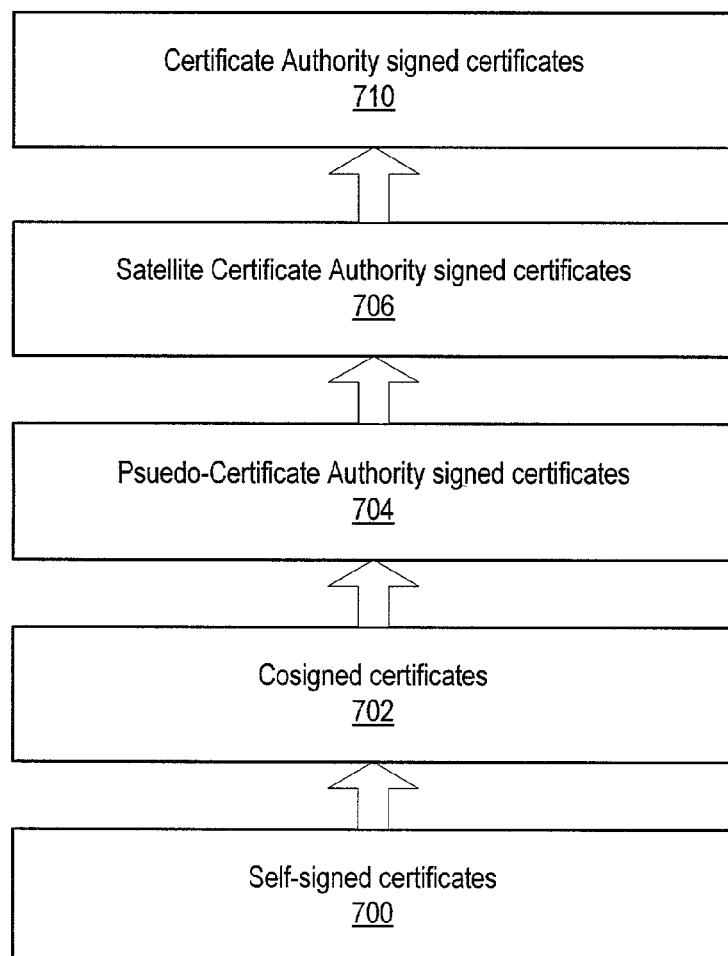 Certificate Authority signed certificates
710
Satellite Certificate Authority signed certificates
706
Psuedo-Certificate Authority signed certificates
704
Cosigned certificates
702
Self-signed certificates
700